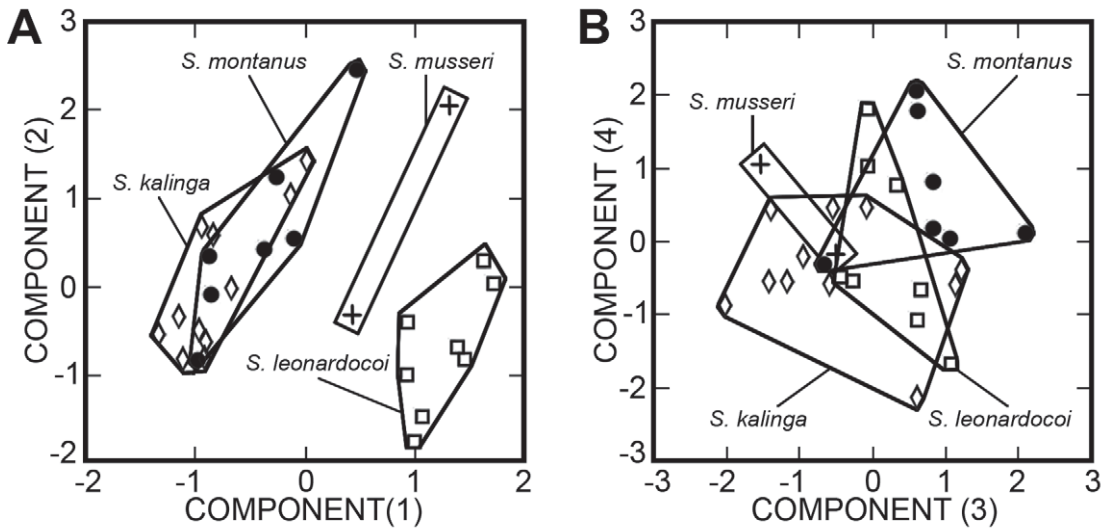 A
3
2
1
0
-1
-2
COMPONENT (2)
-2
-1
0
1
2
COMPONENT(1)
S. montanus
S. musseri
S. kalinga
S. leonardocoi
B
3
2
1
0
-1
-2
-3
COMPONENT (4)
-3
-2
-1
0
1
2
3
COMPONENT (3)
S. montanus
S. musseri
S. kalinga
S. leonardocoi